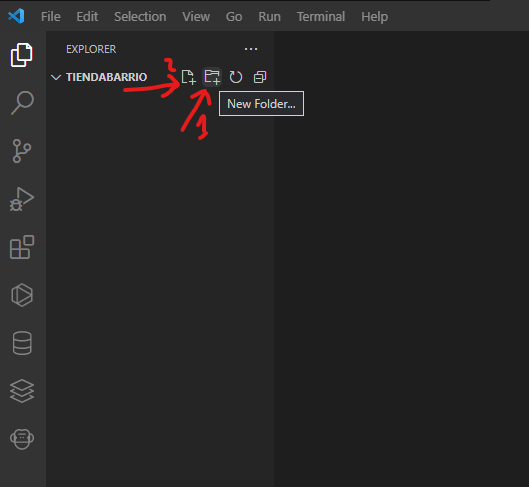 File Edit Selection View Go Run Terminal Help
EXPLORER ...
TIENDABARRIO
2
New Folder...
1